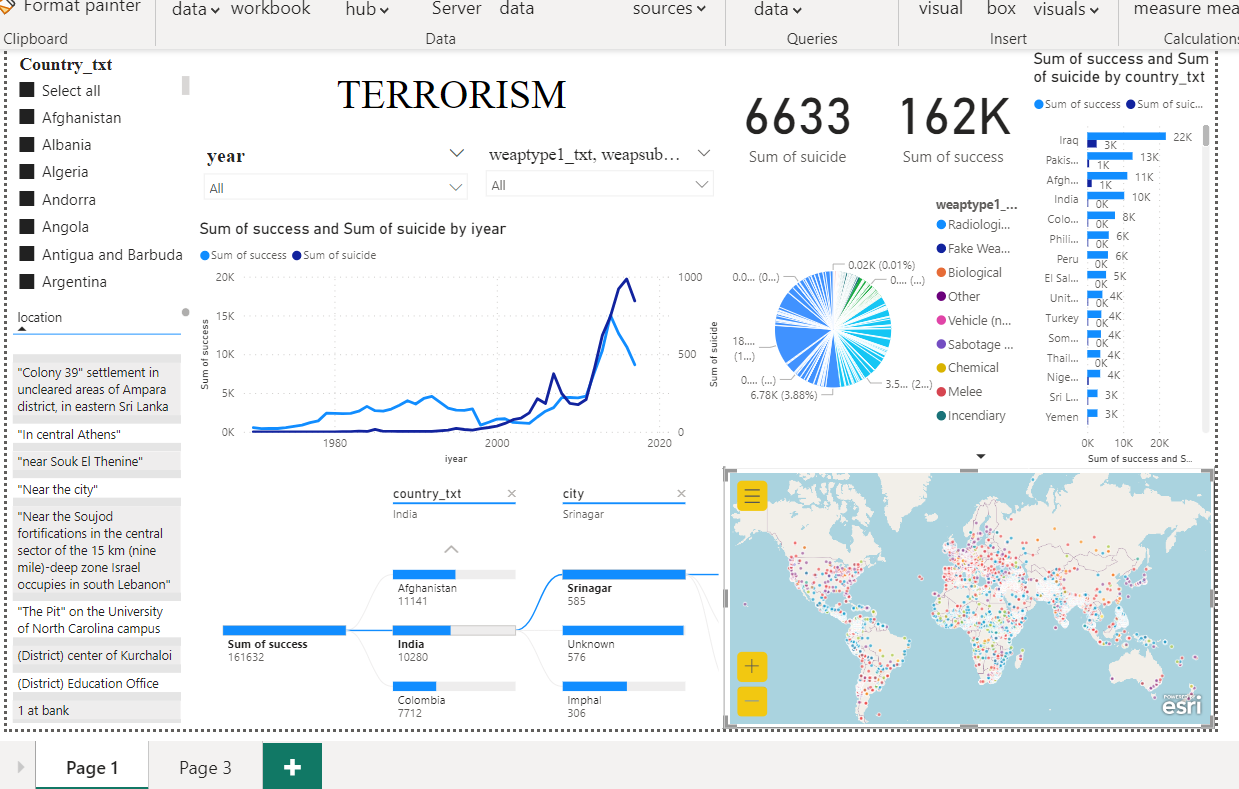 Format painter
data
workbook
hub
Server
data
sources
data
visual
box
visuals
measure
Clipboard
Data
Queries
Insert
Calculations
Country_txt
Select all
Afghanistan
Albania
Algeria
Andorra
Angola
Antigua and Barbuda
Argentina
location
"Colony 39" settlement in
uncleared areas of Ampara
district, in eastern Sri Lanka
"In central Athens"
"near Souk El Thenine"
"Near the city"
"Near the Soujod
fortifications in the central
sector of the 15 km (nine
mile)-deep zone Israel
occupies in south Lebanon"
"The Pit" on the University
of North Carolina campus
(District) center of Kurchaloi
(District) Education Office
1 at bank
TERRORISM
year
All
weaptype1_txt, weapsub...
All
6633
Sum of suicide
162K
Sum of success
Sum of success and Sum of suicide by iyear
Sum of success
Sum of suicide
20K
15K
10K
5K
0K
Sum of success
1000
500
0
Sum of suicide
1980
2000
2020
iyear
0.02K (0.01%)
0.... (...)
3.5... (2...)
6.78K (3.88%)
0.... (...)
18....
(1...)
0.0... (0...)
weaptype1_...
Radiologi...
Fake Wea...
Biological
Other
Vehicle (n...
Sabotage ...
Chemical
Melee
Incendiary
Sum of success and Sum
of suicide by country_txt
Sum of success
Sum of suic...
Iraq
22K
3K
Pakis...
13K
1K
Afgh...
11K
1K
India
10K
0K
Colo...
8K
0K
Phili...
6K
0K
Peru
6K
0K
El Sal...
5K
0K
Unit...
4K
0K
Turkey
4K
0K
Som...
4K
0K
Thail...
4K
0K
Nige...
4K
Sri L...
3K
Yemen
3K
0K
10K
20K
Sum of success and S...
country_txt
India
city
Srinagar
Sum of success
161632
Afghanistan
11141
India
10280
Colombia
7712
Srinagar
585
Unknown
576
Imphal
306
POWERED BY
esri
Page 1
Page 3